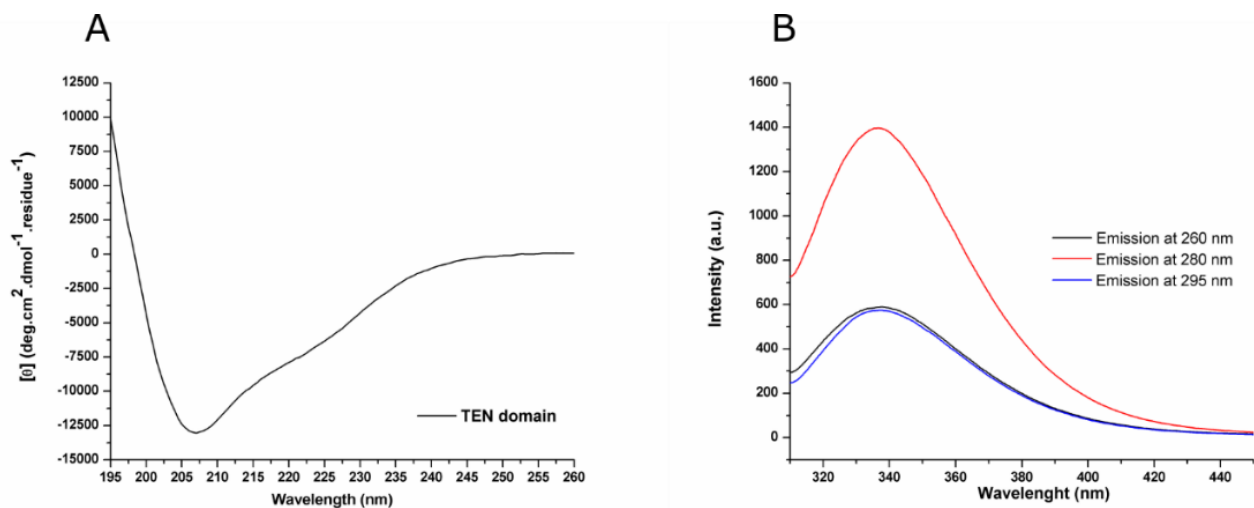 A
12500
10000
7500
5000
2500
0
-2500
-5000
-7500
-10000
-12500
-15000
[θ] (deg.cm².dmol⁻¹.residue⁻¹)
195 200 205 210 215 220 225 230 235 240 245 250 255 260
Wavelength (nm)
TEN domain
B
1600
1400
1200
1000
800
600
400
200
0
Intensity (a.u.)
320 340 360 380 400 420 440
Wavelenght (nm)
Emission at 260 nm
Emission at 280 nm
Emission at 295 nm